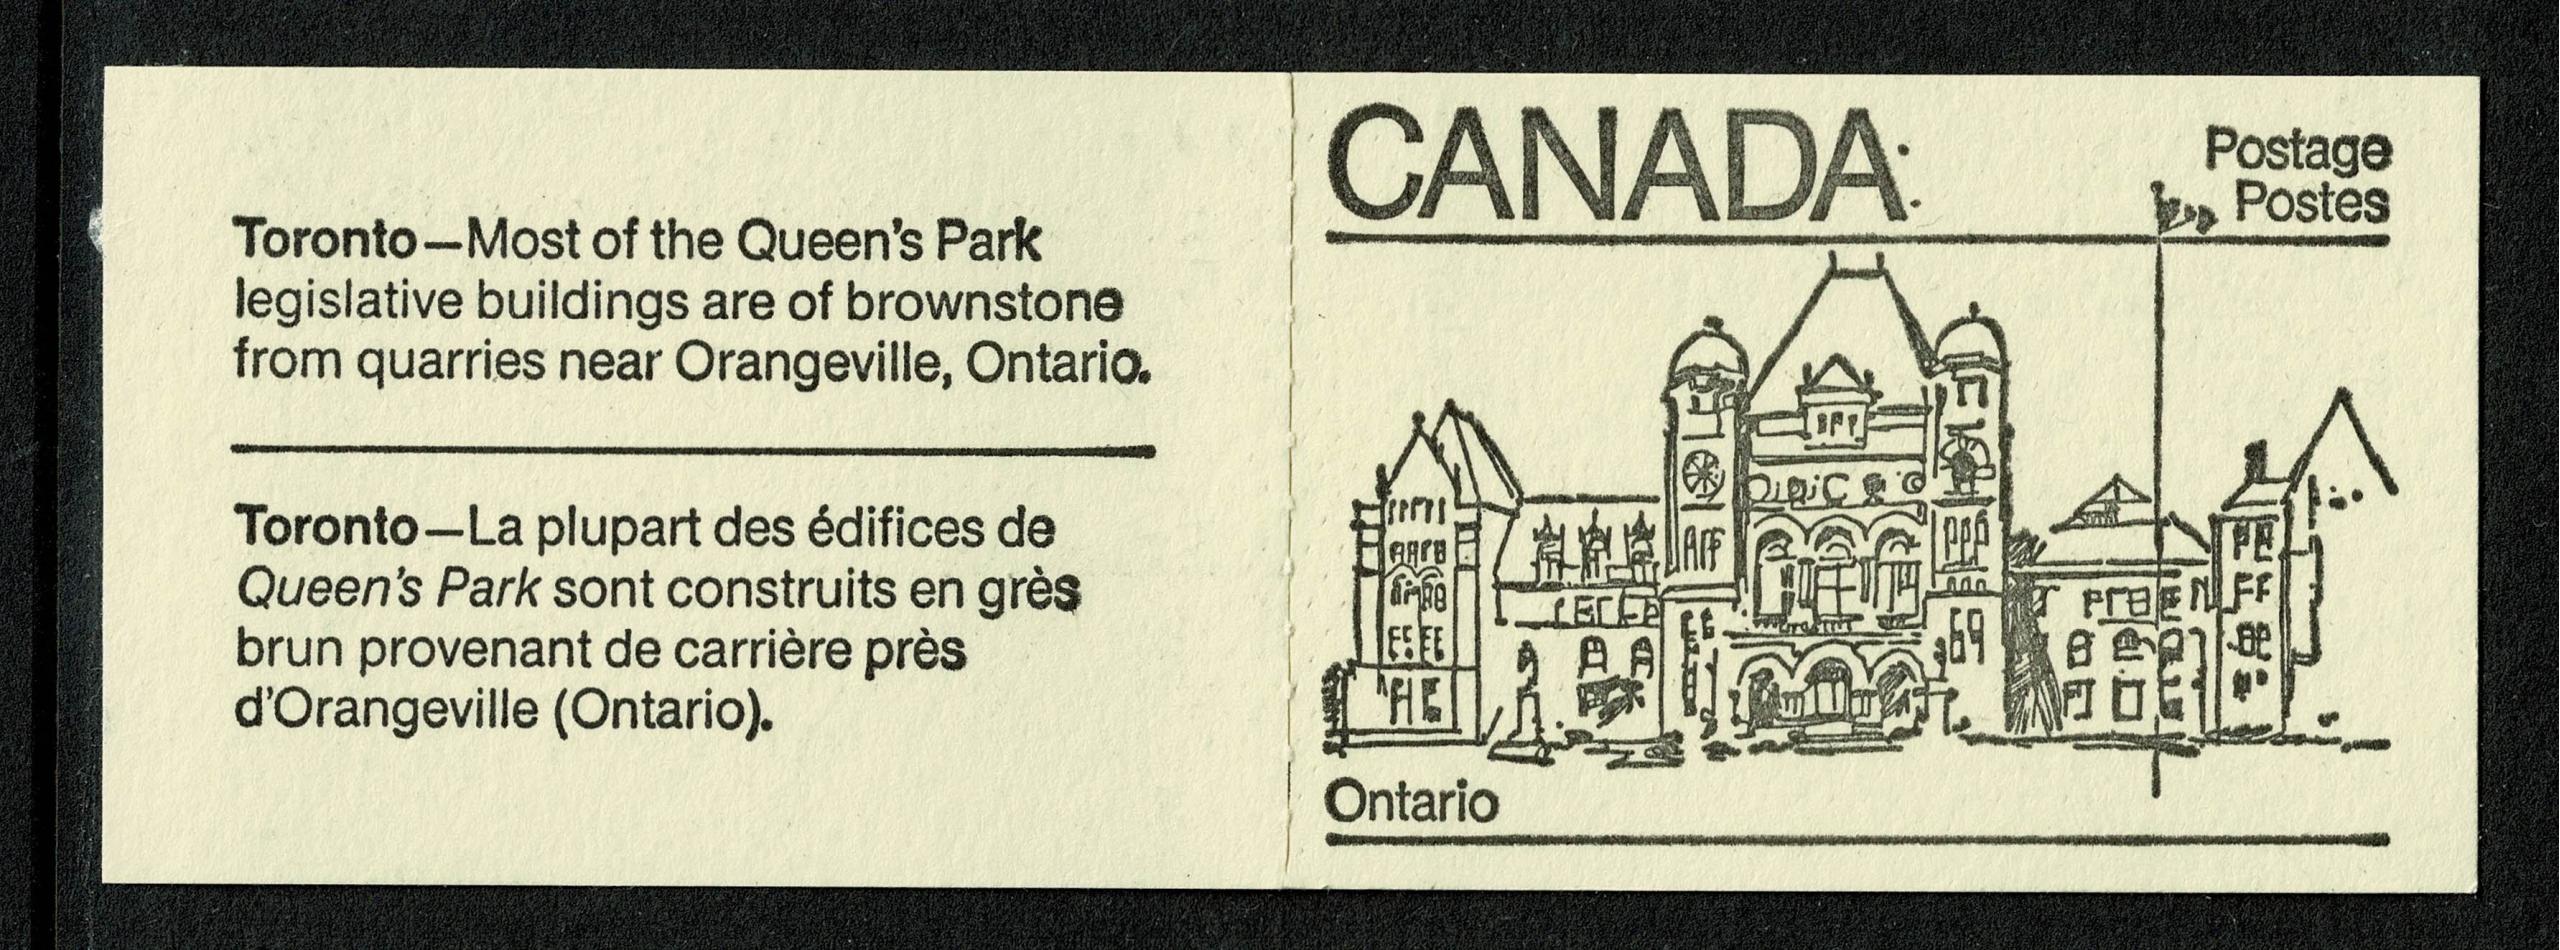 Toronto—Most of the Queen's Park
legislative buildings are of brownstone
from quarries near Orangeville, Ontario.
Toronto—La plupart des édifices de
Queen's Park sont construits en grès
brun provenant de carrière près
d'Orangeville (Ontario).
CANADA:
Postage
Postes
Ontario